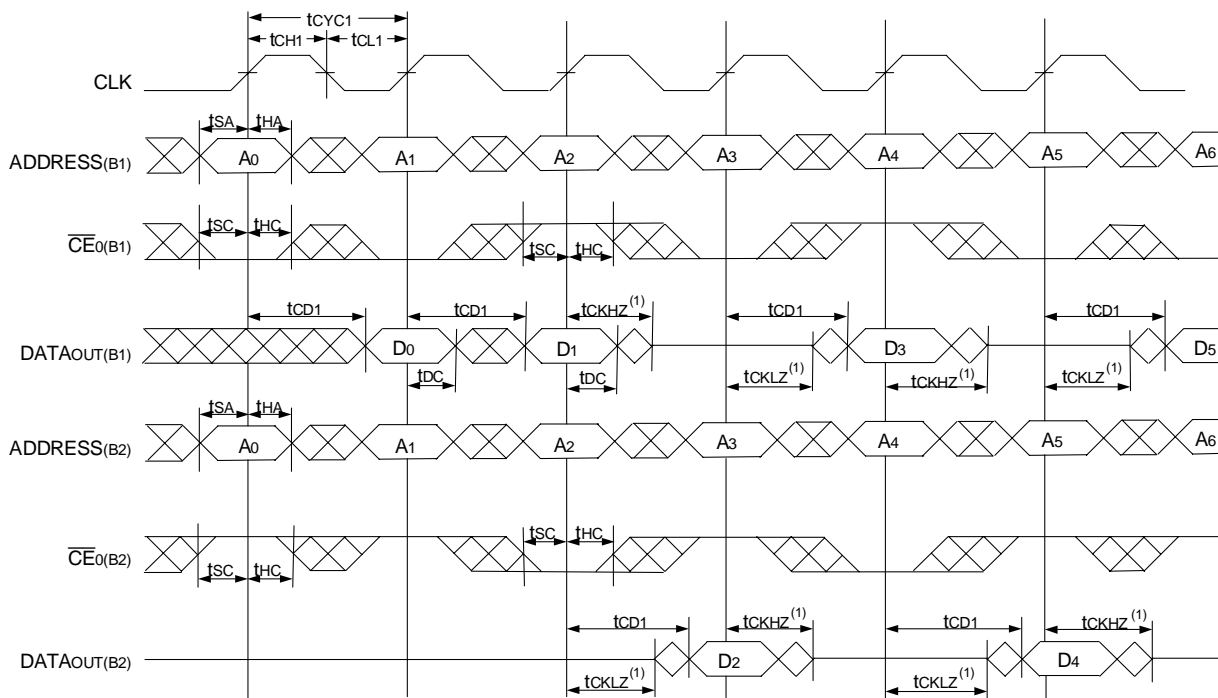 tCYC1
tCH1 tCL1
CLK
tSA tHA
ADDRESS(B1) A0 A1 A2 A3 A4 A5 A6
tSC tHC
CE0(B1) tSC tHC
tCD1 tCD1 tCKHZ(1) tCD1 tCD1
DATAOUT(B1) D0 D1 D3 D5
tDC tDC tCKLZ(1) tCKHZ(1) tCKLZ(1)
tSA tHA
ADDRESS(B2) A0 A1 A2 A3 A4 A5 A6
tSC tHC
CE0(B2)
tSC tHC
tCD1 tCKHZ(1) tCD1 tCKHZ(1)
DATAOUT(B2) D2 D4
tCKLZ(1) tCKLZ(1)